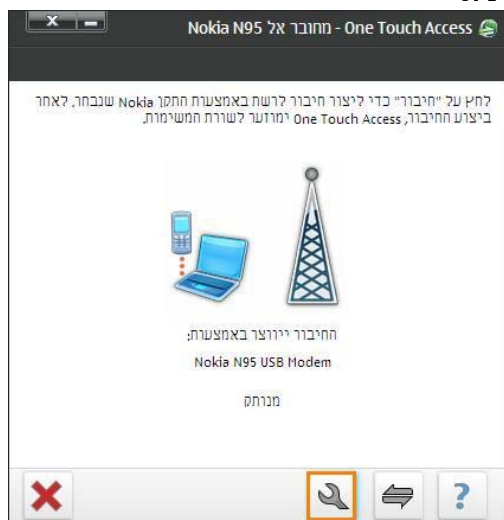 One Touch Access - מחובר אל Nokia N95
לחץ על "חיבור" כדי ליצור חיבור לרשת באמצעות התקן Nokia שנבחר, לאחר
ביצוע החיבור, One Touch Access ימוזער לשורת המשימות.
החיבור ייווצר באמצעות:
Nokia N95 USB Modem
מנותק